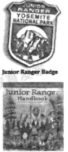 JUNIOR
RANGER
YOSEMITE
NATIONAL PARK
Junior Ranger Badge
Junior Ranger
Handbook